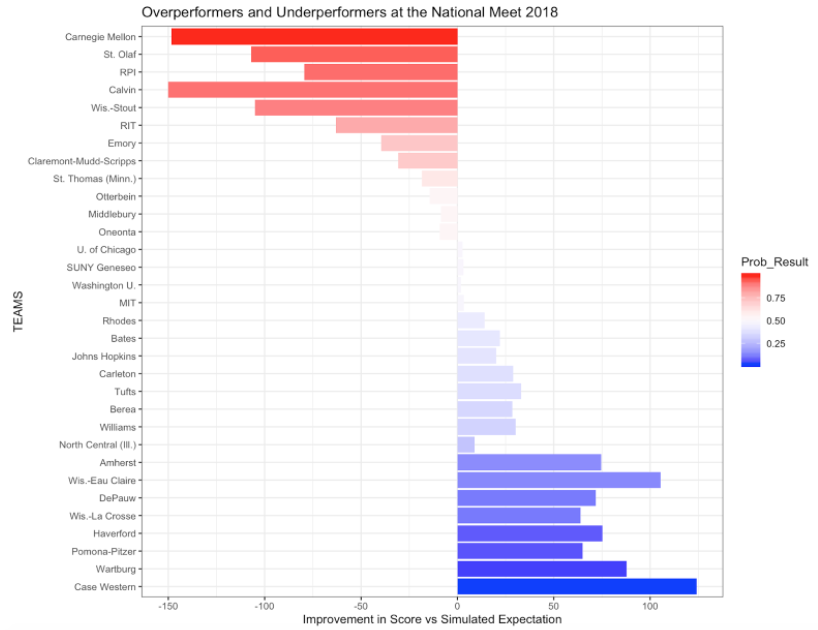 Overperformers and Underperformers at the National Meet 2018
Carnegie Mellon
St. Olaf
RPI
Calvin
Wis.-Stout
RIT
Emory
Claremont-Mudd-Scripps
St. Thomas (Minn.)
Otterbein
Middlebury
Oneonta
U. of Chicago
SUNY Geneseo
Washington U.
MIT
Rhodes
Bates
Johns Hopkins
Carleton
Tufts
Berea
Williams
North Central (Ill.)
Amherst
Wis.-Eau Claire
DePauw
Wis.-La Crosse
Haverford
Pomona-Pitzer
Wartburg
Case Western
TEAMS
-150 -100 -50 0 50 100
Improvement in Score vs Simulated Expectation
Prob_Result
0.75
0.50
0.25